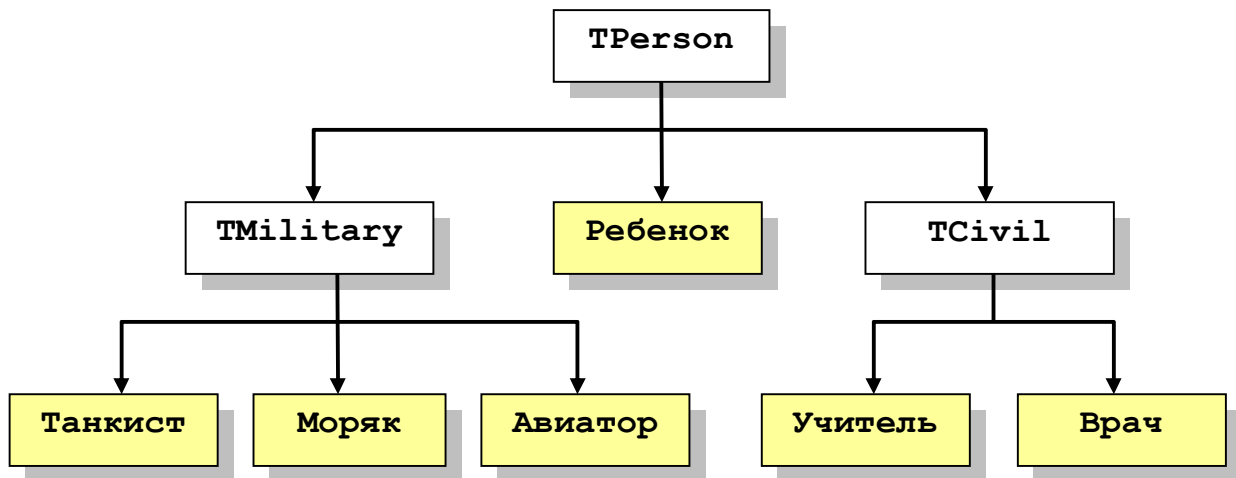 TPerson
TMilitary
Ребенок
TCivil
Танкист
Моряк
Авиатор
Учитель
Врач